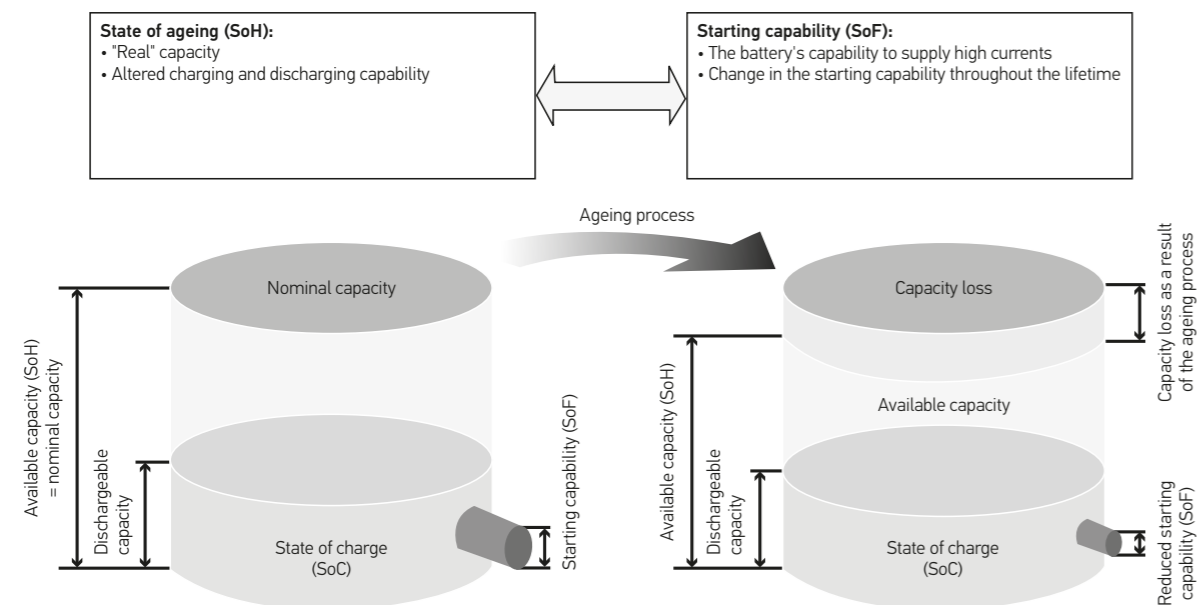 State of ageing (SoH):
• "Real" capacity
• Altered charging and discharging capability
Starting capability (SoF):
• The battery's capability to supply high currents
• Change in the starting capability throughout the lifetime
Ageing process
Nominal capacity
Available capacity (SoH)
= nominal capacity
Dischargeable
capacity
State of charge
(SoC)
Starting capability (SoF)
Capacity loss
Capacity loss as a result
of the ageing process
Available capacity
Available capacity (SoH)
Dischargeable
capacity
State of charge
(SoC)
Reduced starting
capability (SoF)